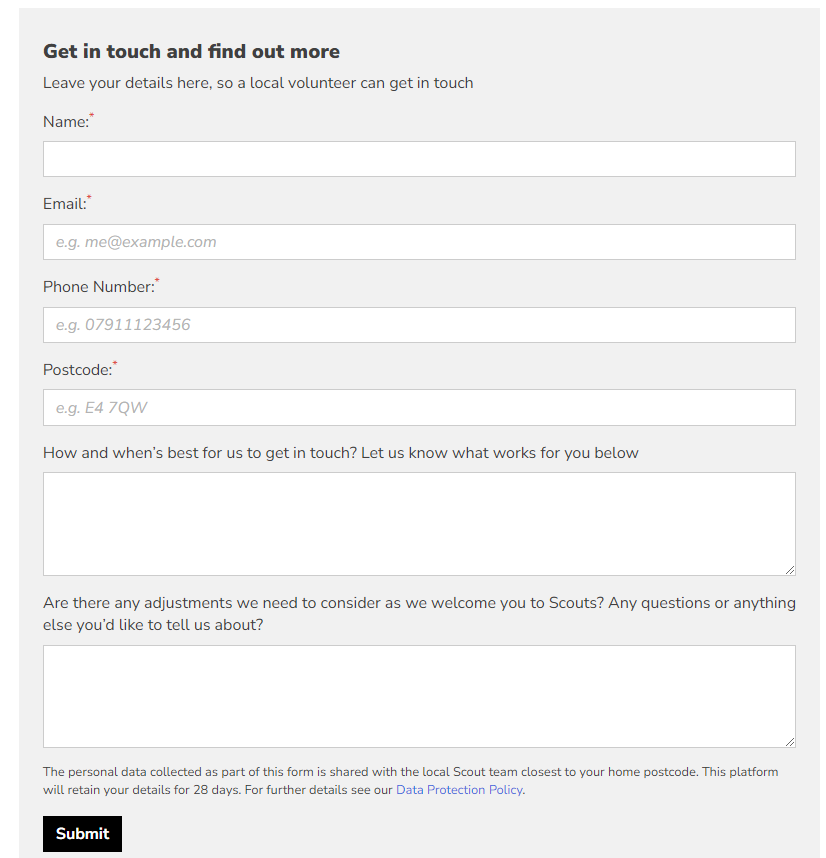 Get in touch and find out more
Leave your details here, so a local volunteer can get in touch
Name:*
Email:*
e.g. me@example.com
Phone Number:*
e.g. 07911123456
Postcode:*
e.g. E4 7QW
How and when’s best for us to get in touch? Let us know what works for you below
Are there any adjustments we need to consider as we welcome you to Scouts? Any questions or anything
else you’d like to tell us about?
The personal data collected as part of this form is shared with the local Scout team closest to your home postcode. This platform
will retain your details for 28 days. For further details see our Data Protection Policy.
Submit